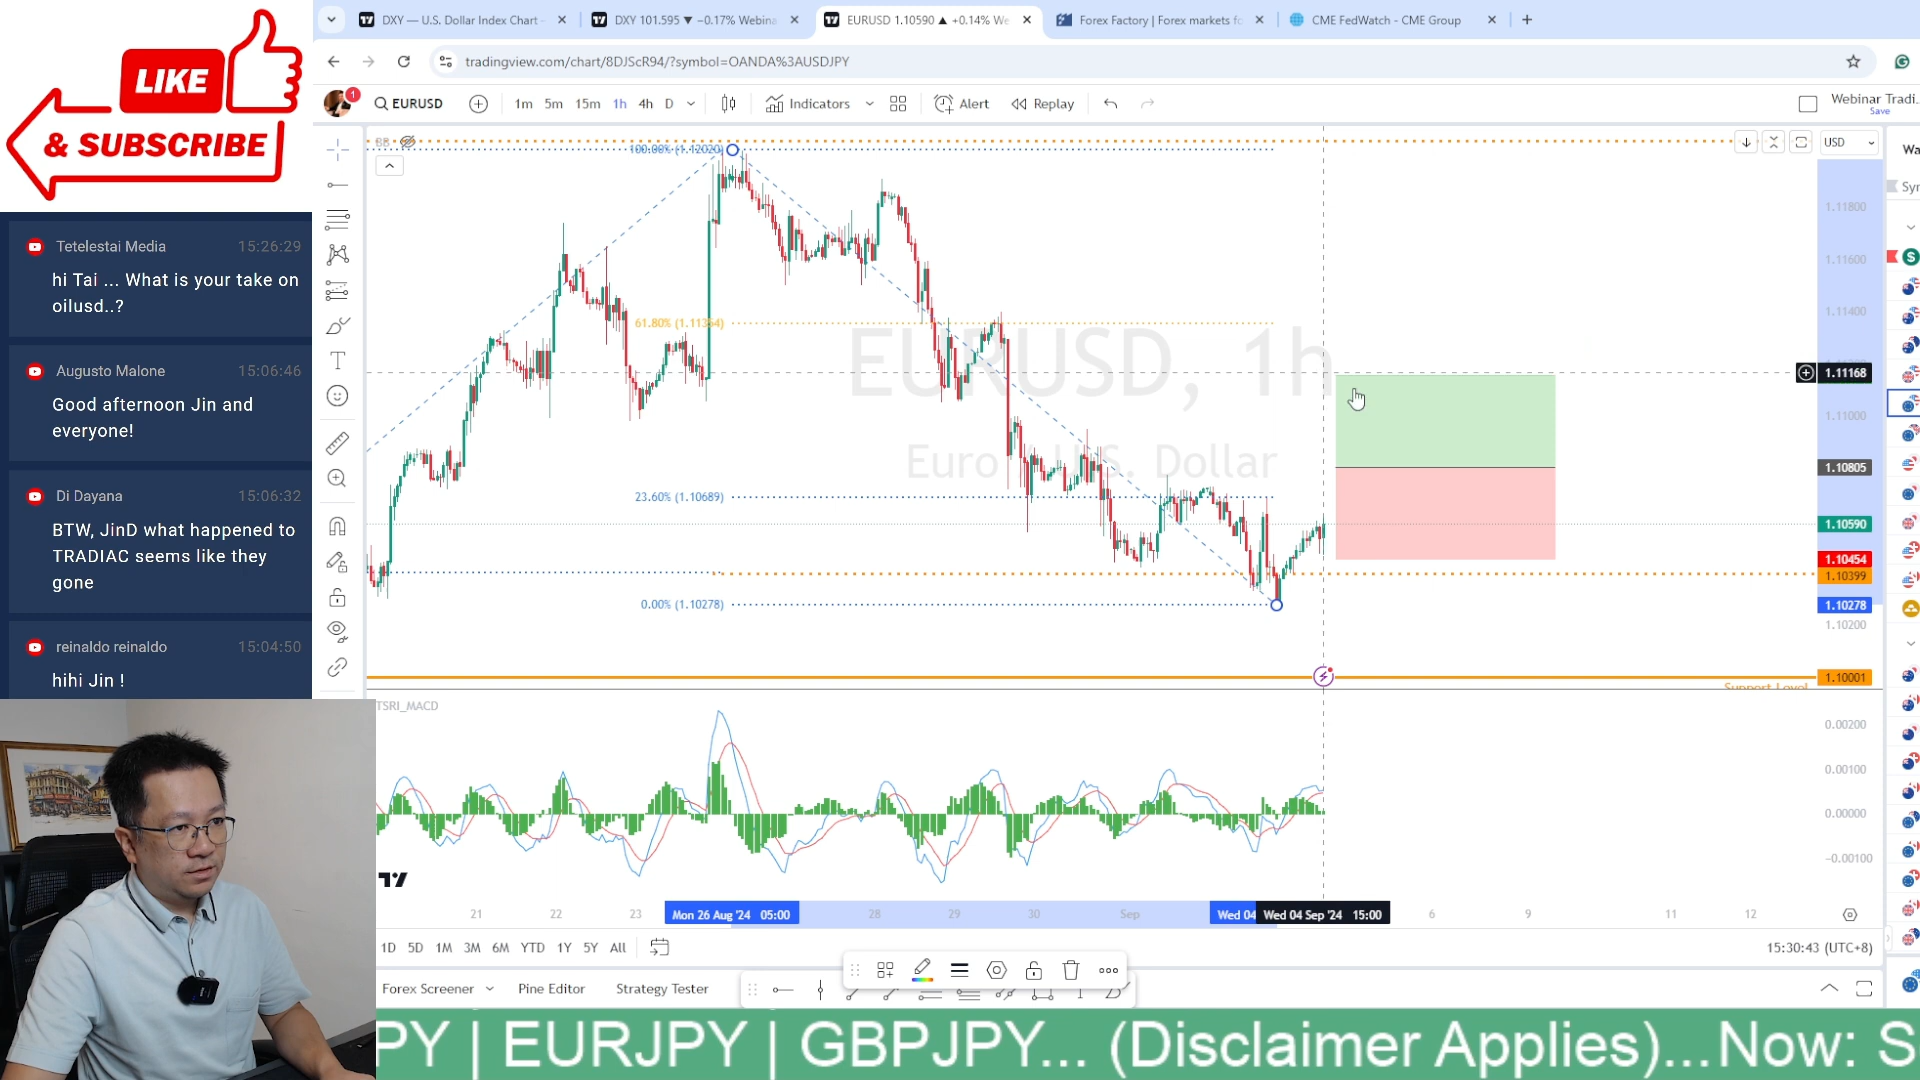 LIKE
& SUBSCRIBE
Tetelestai Media 15:26:29
hi Tai ... What is your take on
oilusd..?
Augusto Malone 15:06:46
Good afternoon Jin and
everyone!
Di Dayana 15:06:32
BTW, JinD what happened to
TRADIAC seems like they
gone
reinaldo reinaldo 15:04:50
hihi Jin !
DXY — U.S. Dollar Index Chart -
DXY 101.595 ▼ −0.17% Webina
EURUSD 1.10590 ▲ +0.14% We
Forex Factory | Forex markets fo
CME FedWatch - CME Group
tradingview.com/chart/8DJScR94/?symbol=OANDA%3AUSDJPY
1
EURUSD
1m 5m 15m 1h 4h D
Indicators
Alert
Replay
Webinar Tradi...
Save
BB
USD
Wa
Syr
EURUSD, 1h
Euro / U.S. Dollar
100.00% (1.12020)
61.80% (1.11354)
23.60% (1.10689)
0.00% (1.10278)
1.11800
1.11600
1.11400
1.11168
1.11000
1.10805
1.10590
1.10454
1.10399
1.10278
1.10200
1.10001
Support Level
TSRI_MACD
0.00200
0.00100
0.00000
−0.00100
21 22 23 Mon 26 Aug '24 05:00 28 29 30 Sep Wed 04 Wed 04 Sep '24 15:00 6 9 11 12
1D 5D 1M 3M 6M YTD 1Y 5Y All
15:30:43 (UTC+8)
Forex Screener
Pine Editor
Strategy Tester
PY | EURJPY | GBPJPY... (Disclaimer Applies)...Now: S